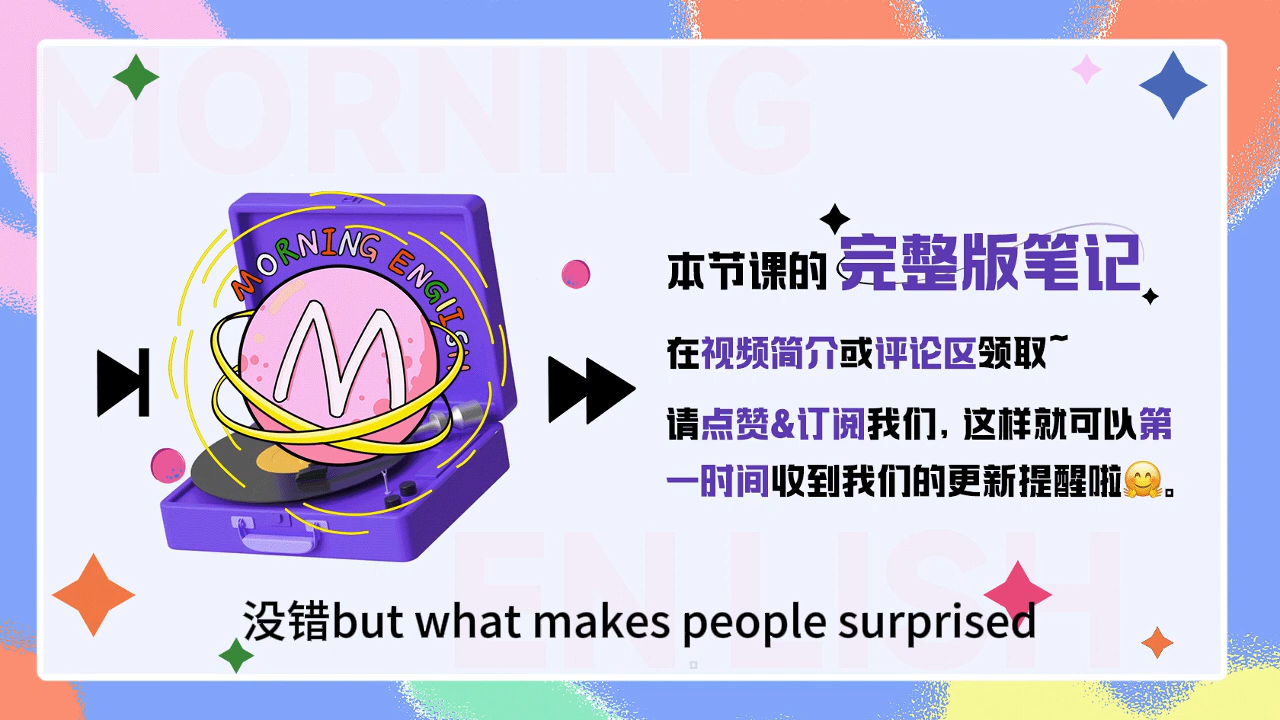 MORNING
MORNING ENGLISH
M
本节课的完整版笔记
在视频简介或评论区领取~
请点赞&订阅我们, 这样就可以第
一时间收到我们的更新提醒啦🤗。
ENLISH
没错but what makes people surprised